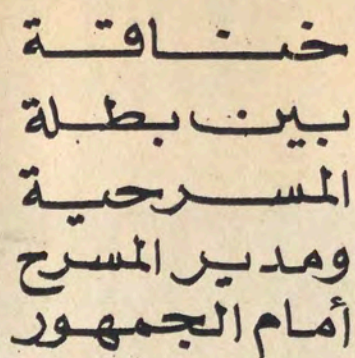 خناقة
بين بطلة
المسرحية
ومدير المسرح
أمام الجمهور